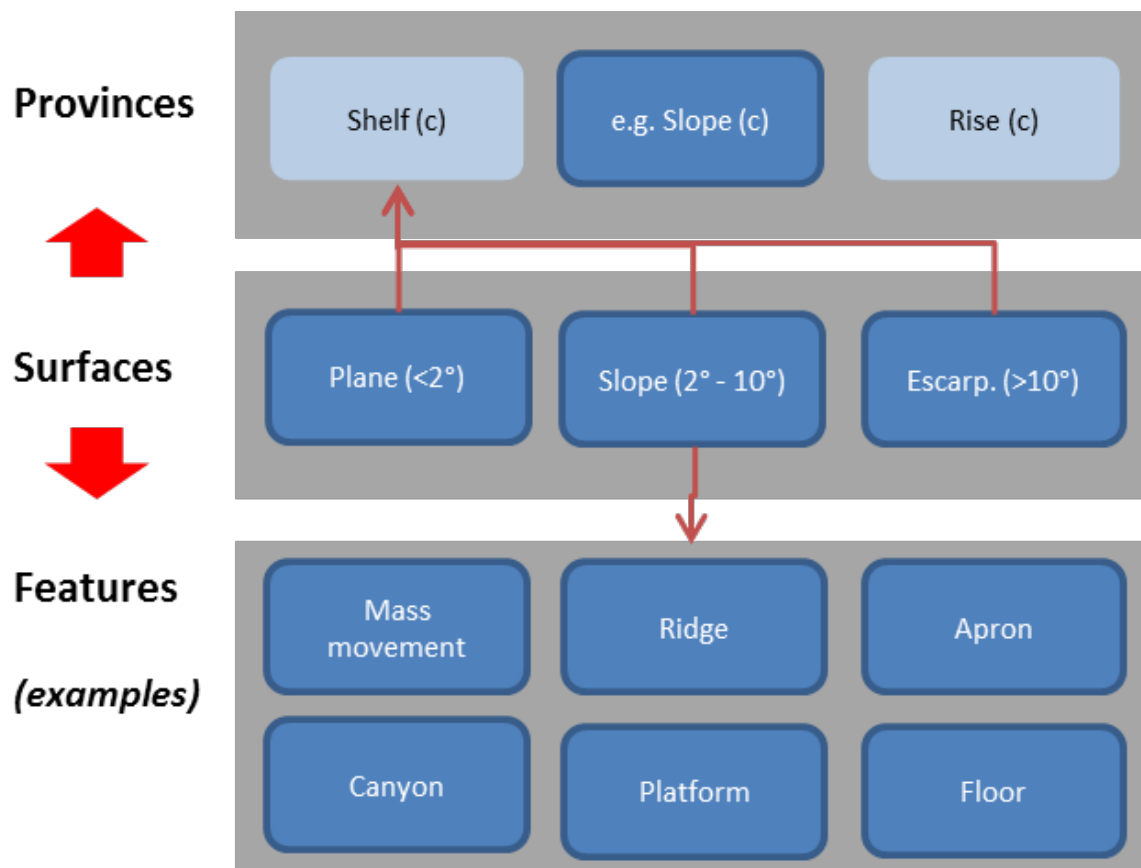 Provinces
Shelf (c)
e.g. Slope (c)
Rise (c)
Surfaces
Plane (<2°)
Slope (2° - 10°)
Escarp. (>10°)
Features
(examples)
Mass
movement
Ridge
Apron
Canyon
Platform
Floor